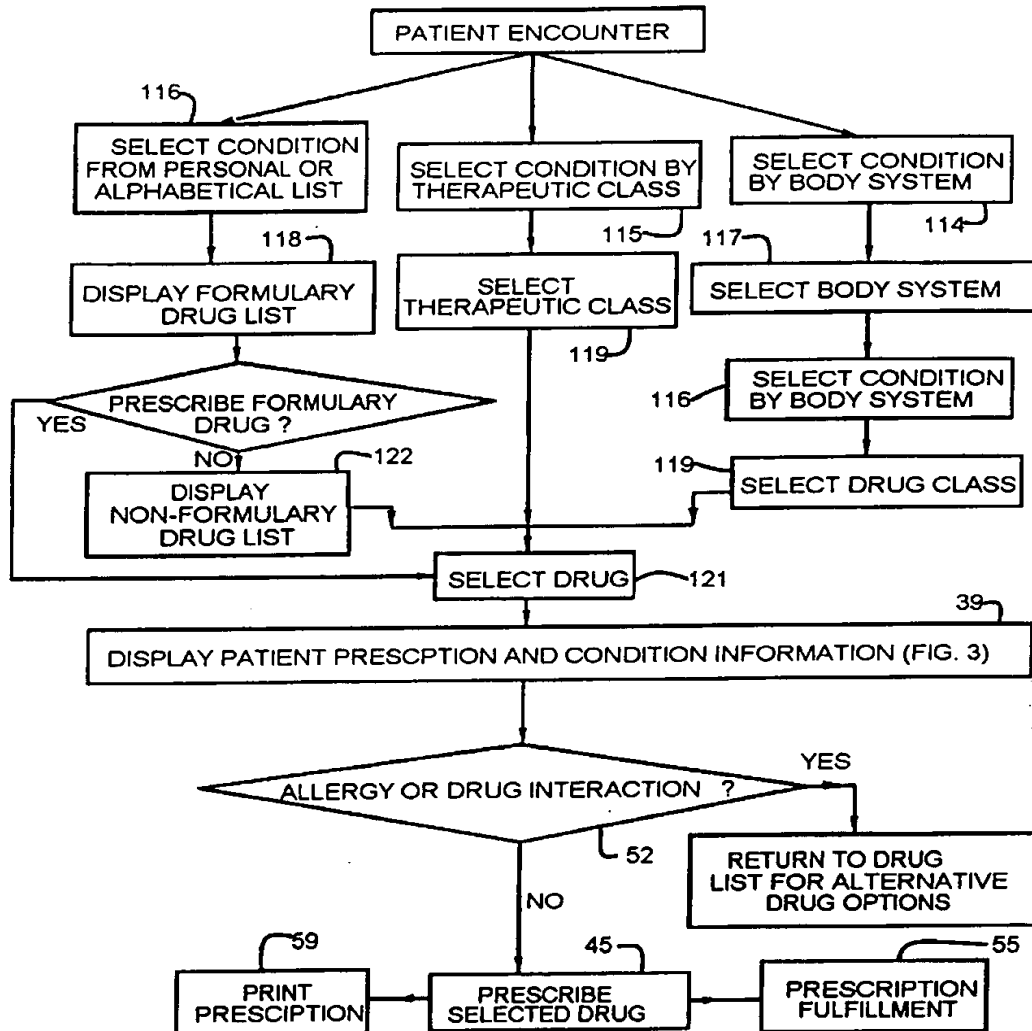 PATIENT ENCOUNTER
116
SELECT CONDITION
FROM PERSONAL OR
ALPHABETICAL LIST
SELECT CONDITION BY
THERAPEUTIC CLASS
115
SELECT CONDITION
BY BODY SYSTEM
114
118
DISPLAY FORMULARY
DRUG LIST
SELECT
THERAPEUTIC CLASS
119
117
SELECT BODY SYSTEM
PRESCRIBE FORMULARY
DRUG ?
YES
NO
116
SELECT CONDITION
BY BODY SYSTEM
122
DISPLAY
NON-FORMULARY
DRUG LIST
119
SELECT DRUG CLASS
SELECT DRUG
121
39
DISPLAY PATIENT PRESCPTION AND CONDITION INFORMATION (FIG. 3)
ALLERGY OR DRUG INTERACTION ?
YES
52
NO
RETURN TO DRUG
LIST FOR ALTERNATIVE
DRUG OPTIONS
59
PRINT
PRESCIPTION
45
PRESCRIBE
SELECTED DRUG
55
PRESCRIPTION
FULFILLMENT